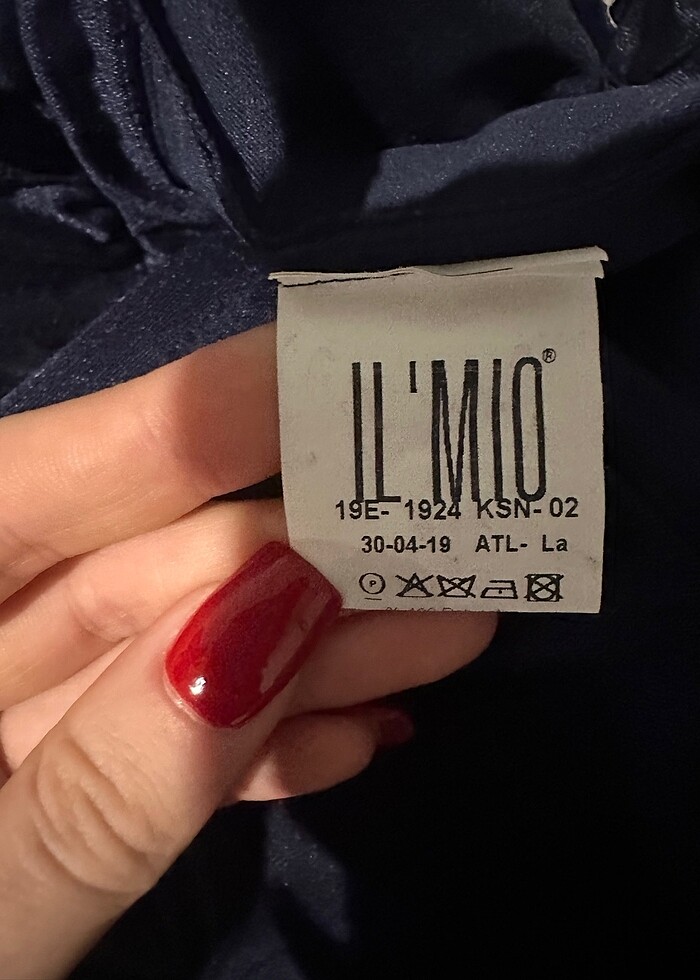 IL'MIO®
19E- 1924 KSN- 02
30-04-19 ATL- La
P